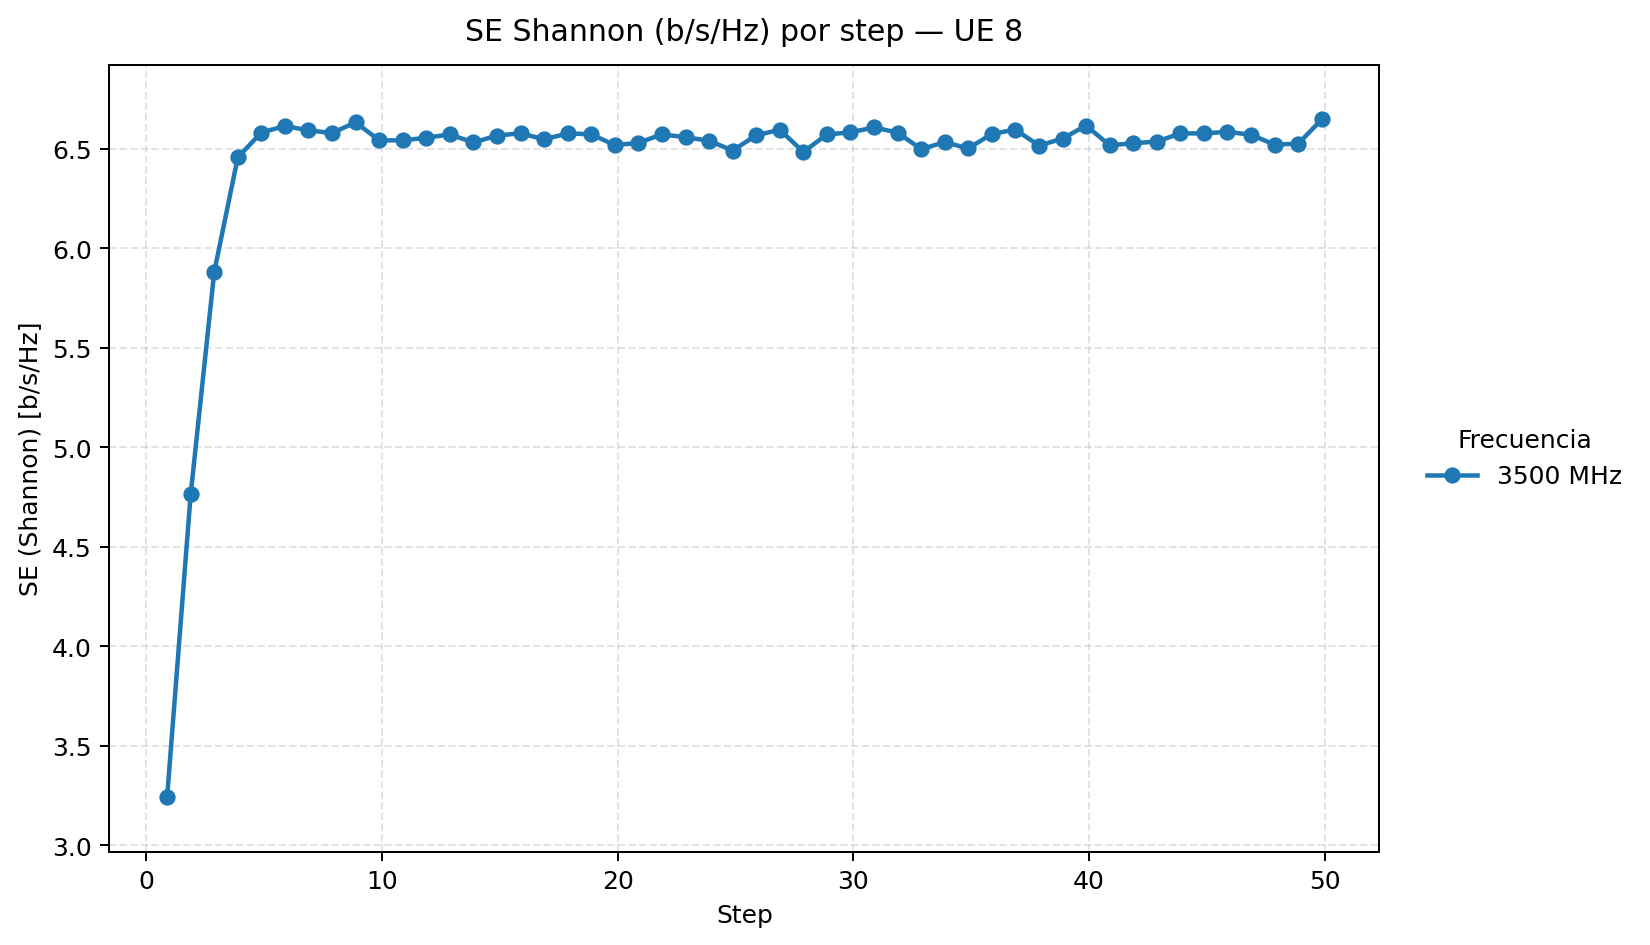 SE Shannon (b/s/Hz) por step — UE 8
SE (Shannon) [b/s/Hz]
6.5
6.0
5.5
5.0
4.5
4.0
3.5
3.0
0 10 20 30 40 50
Step
Frecuencia
3500 MHz